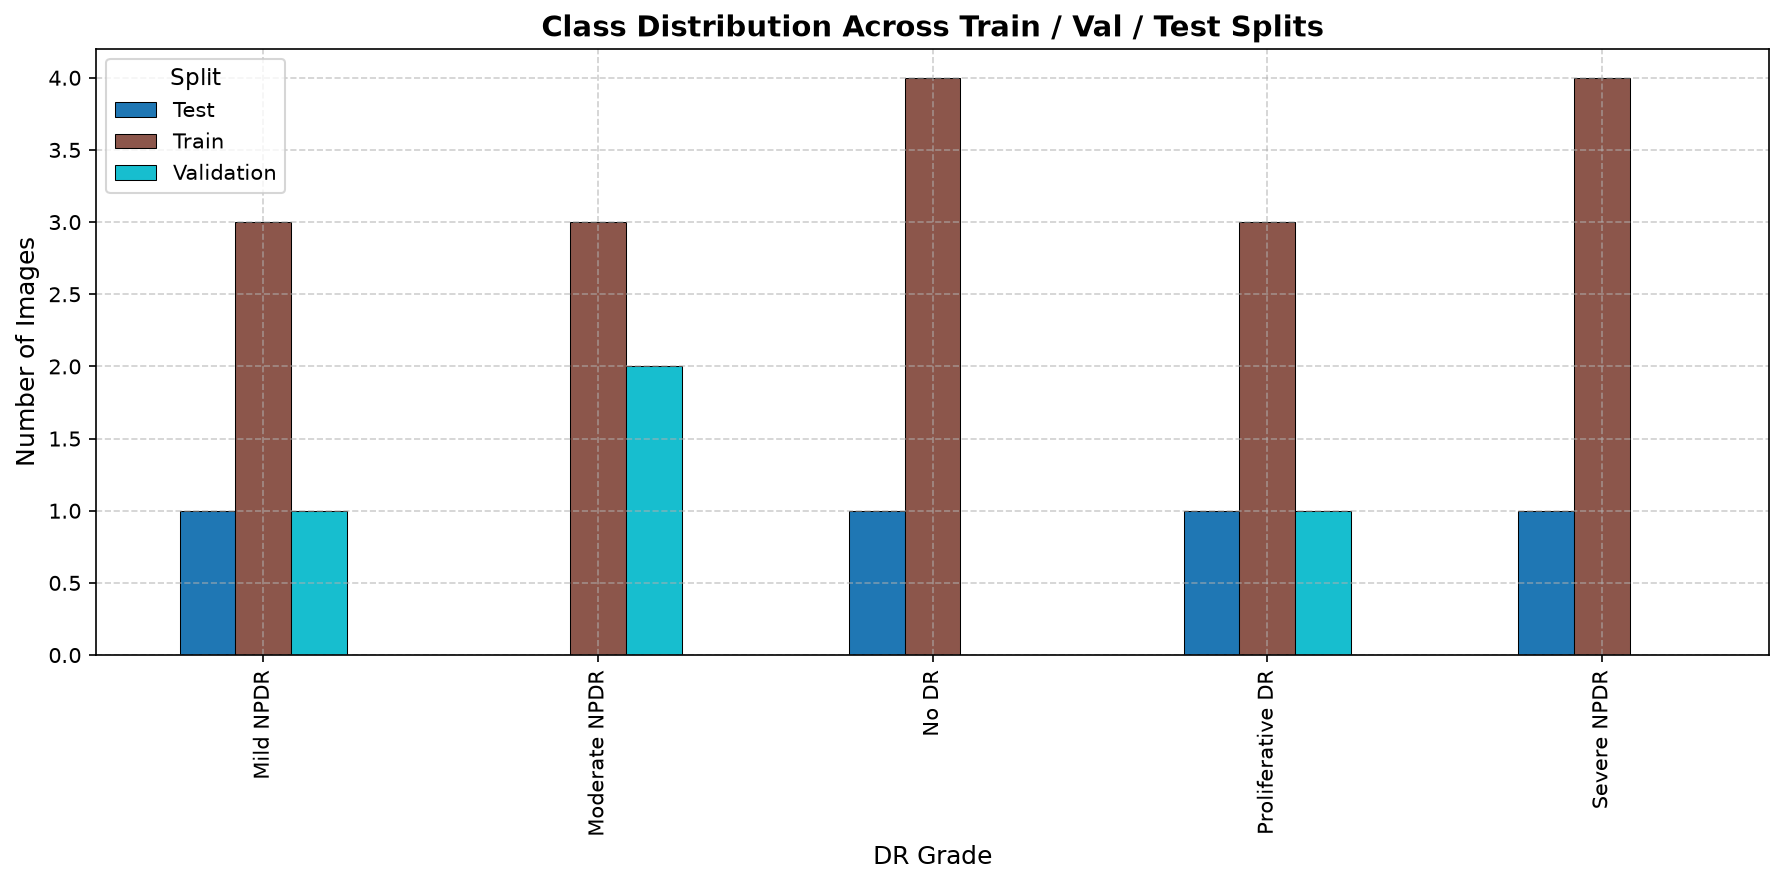 Class Distribution Across Train / Val / Test Splits
Split
Test
Train
Validation
Number of Images
4.0
3.5
3.0
2.5
2.0
1.5
1.0
0.5
0.0
Mild NPDR
Moderate NPDR
No DR
Proliferative DR
Severe NPDR
DR Grade